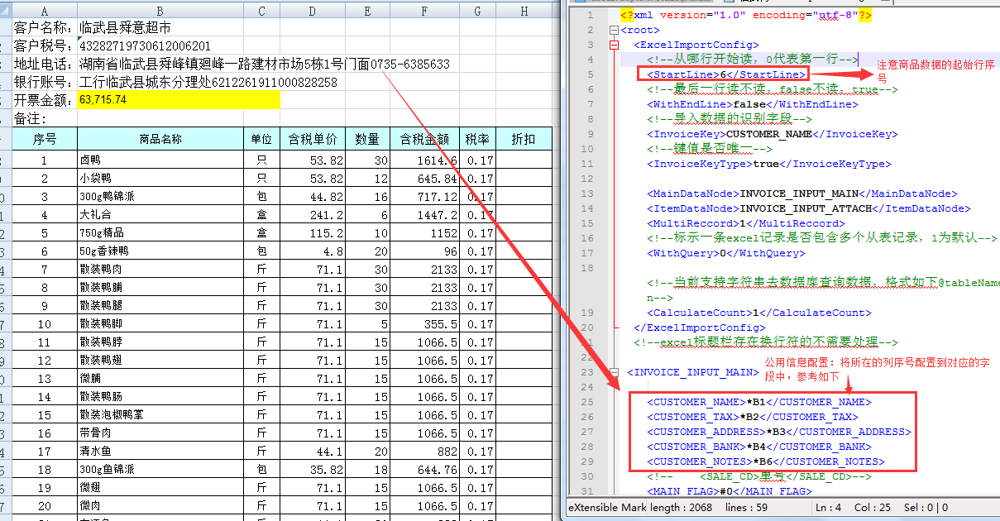 A B C D E F G H
客户名称: 临武县舜意超市
客户税号: 43282719730612006201
地址电话: 湖南省临武县舜峰镇廻峰一路建材市场5栋1号门面0735-6385633
银行账号: 工行临武县城东分理处6212261911000828258
开票金额: 63,715.74
备注:
序号 商品名称 单位 含税单价 数量 含税金额 税率 折扣
1 卤鸭 只 53.82 30 1614.6 0.17
2 小袋鸭 只 53.82 12 645.84 0.17
3 300g鸭锦派 包 44.82 16 717.12 0.17
4 大礼合 盒 241.2 6 1447.2 0.17
5 750g精品 盒 115.2 10 1152 0.17
6 50g香辣鸭 包 4.8 20 96 0.17
7 散装鸭肉 斤 71.1 30 2133 0.17
8 散装鸭脯 斤 71.1 30 2133 0.17
9 散装鸭腿 斤 71.1 30 2133 0.17
10 散装鸭脚 斤 71.1 5 355.5 0.17
11 散装鸭脖 斤 71.1 15 1066.5 0.17
12 散装鸭翅 斤 71.1 15 1066.5 0.17
13 微脯 斤 71.1 15 1066.5 0.17
14 散装鸭肠 斤 71.1 15 1066.5 0.17
15 散装泡椒鸭掌 斤 71.1 15 1066.5 0.17
16 带骨肉 斤 71.1 15 1066.5 0.17
17 清水鱼 斤 44.1 20 882 0.17
18 300g鱼锦派 包 35.82 18 644.76 0.17
19 微翅 斤 71.1 15 1066.5 0.17
20 微肉 斤 71.1 15 1066.5 0.17
1 <?xml version="1.0" encoding="utf-8"?>
2 <root>
3 <ExcelImportConfig>
4 <!--从哪行开始读，0代表第一行-->
5 <StartLine>6</StartLine>
注意商品数据的起始行序
号
6 <!--最后一行读不读，false不读，true-->
7 <WithEndLine>false</WithEndLine>
8 <!--导入数据的识别字段-->
9 <InvoiceKey>CUSTOMER_NAME</InvoiceKey>
10 <!--键值是否唯一-->
11 <InvoiceKeyType>true</InvoiceKeyType>
12
13 <MainDataNode>INVOICE_INPUT_MAIN</MainDataNode>
14 <ItemDataNode>INVOICE_INPUT_ATTACH</ItemDataNode>
15 <MultiReccord>1</MultiReccord>
16 <!--标示一条excel记录是否包含多个从表记录，1为默认-->
17 <WithQuery>0</WithQuery>
18
<!--当前支持字符串去数据库查询数据，格式如下@tableName
n-->
19 <CalculateCount>1</CalculateCount>
20 </ExcelImportConfig>
21 <!--excel标题栏存在换行符的不需要处理-->
22
公用信息配置：将所在的列序号配置到对应的字
段中，参考如下
23 <INVOICE_INPUT_MAIN>
24
25 <CUSTOMER_NAME>*B1</CUSTOMER_NAME>
26 <CUSTOMER_TAX>*B2</CUSTOMER_TAX>
27 <CUSTOMER_ADDRESS>*B3</CUSTOMER_ADDRESS>
28 <CUSTOMER_BANK>*B4</CUSTOMER_BANK>
29 <CUSTOMER_NOTES>*B6</CUSTOMER_NOTES>
30 <!-- <SALE_CD>单号</SALE_CD>-->
31 <MAIN_FLAG>#0</MAIN_FLAG>
eXtensible Mark length : 2068 lines : 59 Ln : 4 Col : 25 Sel : 0 | 0